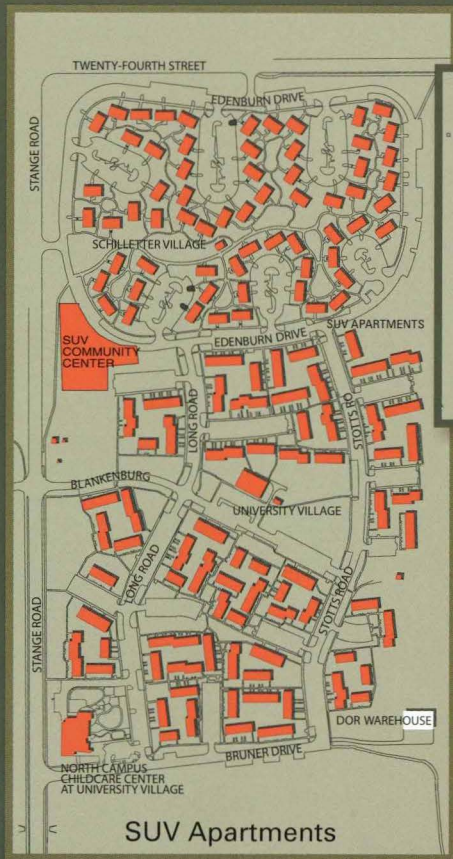 TWENTY-FOURTH STREET
EDENBURN DRIVE
STANGE ROAD
SCHILLETTER VILLAGE
SUV
COMMUNITY
CENTER
EDENBURN DRIVE
SUV APARTMENTS
LONG ROAD
STOTTS RD
BLANKENBURG
UNIVERSITY VILLAGE
LONG ROAD
STOTTS ROAD
STANGE ROAD
DOR WAREHOUSE
BRUNER DRIVE
NORTH CAMPUS
CHILDCARE CENTER
AT UNIVERSITY VILLAGE
SUV Apartments